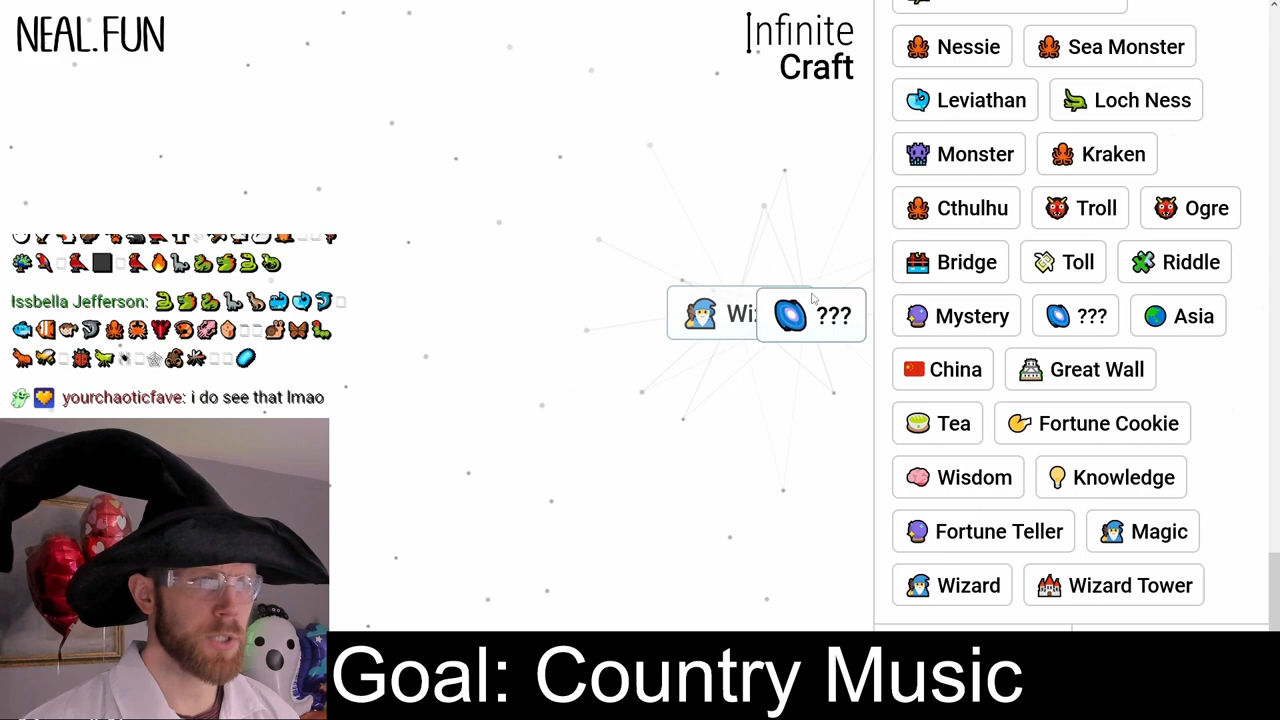 NEAL.FUN
Infinite
Craft
Nessie
Sea Monster
Leviathan
Loch Ness
Monster
Kraken
Cthulhu
Troll
Ogre
Bridge
Toll
Riddle
Mystery
???
Asia
China
Great Wall
Tea
Fortune Cookie
Wisdom
Knowledge
Fortune Teller
Magic
Wizard
Wizard Tower
???
Issbella Jefferson:
yourchaoticfave: i do see that lmao
Goal: Country Music